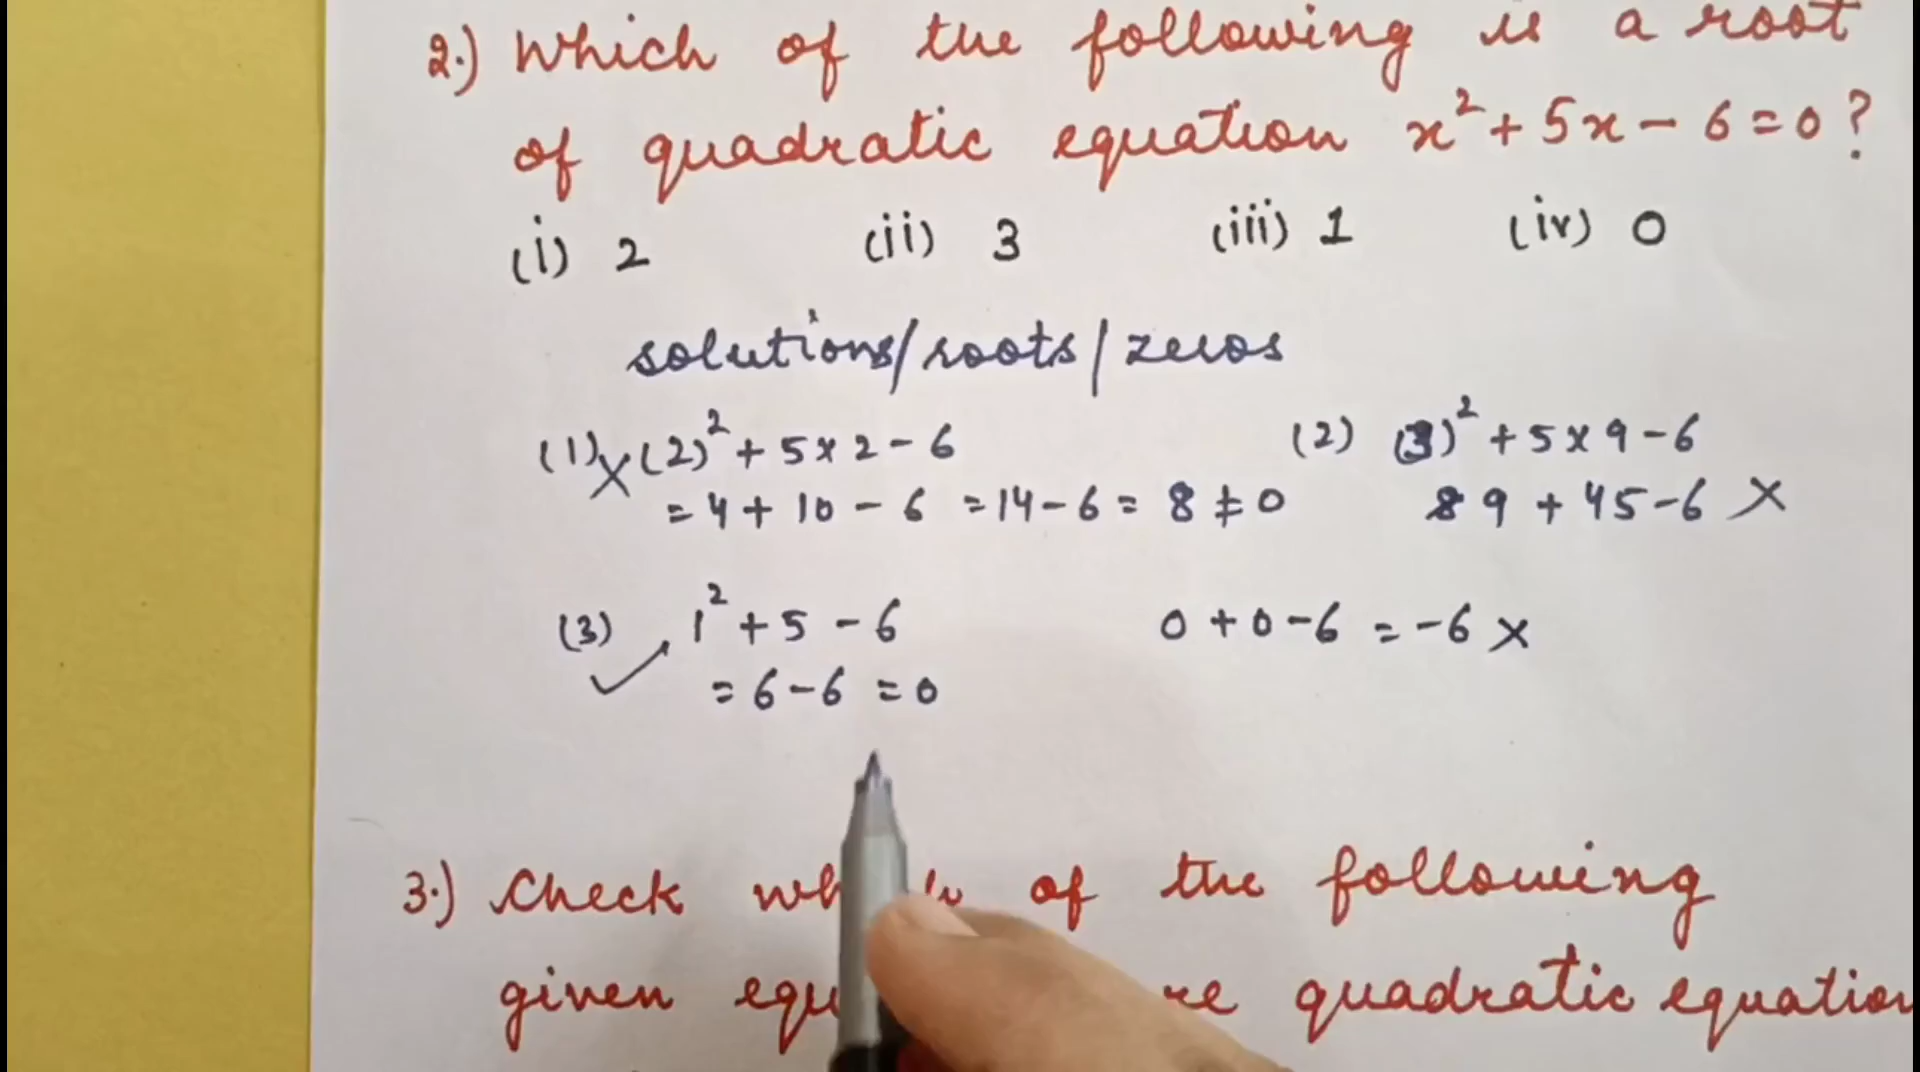 2.) Which of the following is a root
of quadratic equation x² + 5x - 6 = 0?
(i) 2 (ii) 3 (iii) 1 (iv) 0
solutions/roots/zeros
(1) × (2)² + 5 × 2 - 6 (2) (3)² + 5 × 9 - 6
= 4 + 10 - 6 = 14 - 6 = 8 ≠ 0 9 + 45 - 6 ×
(3) ✓ 1² + 5 - 6 0 + 0 - 6 = -6 ×
= 6 - 6 = 0
3.) Check of the following
given quadratic equation